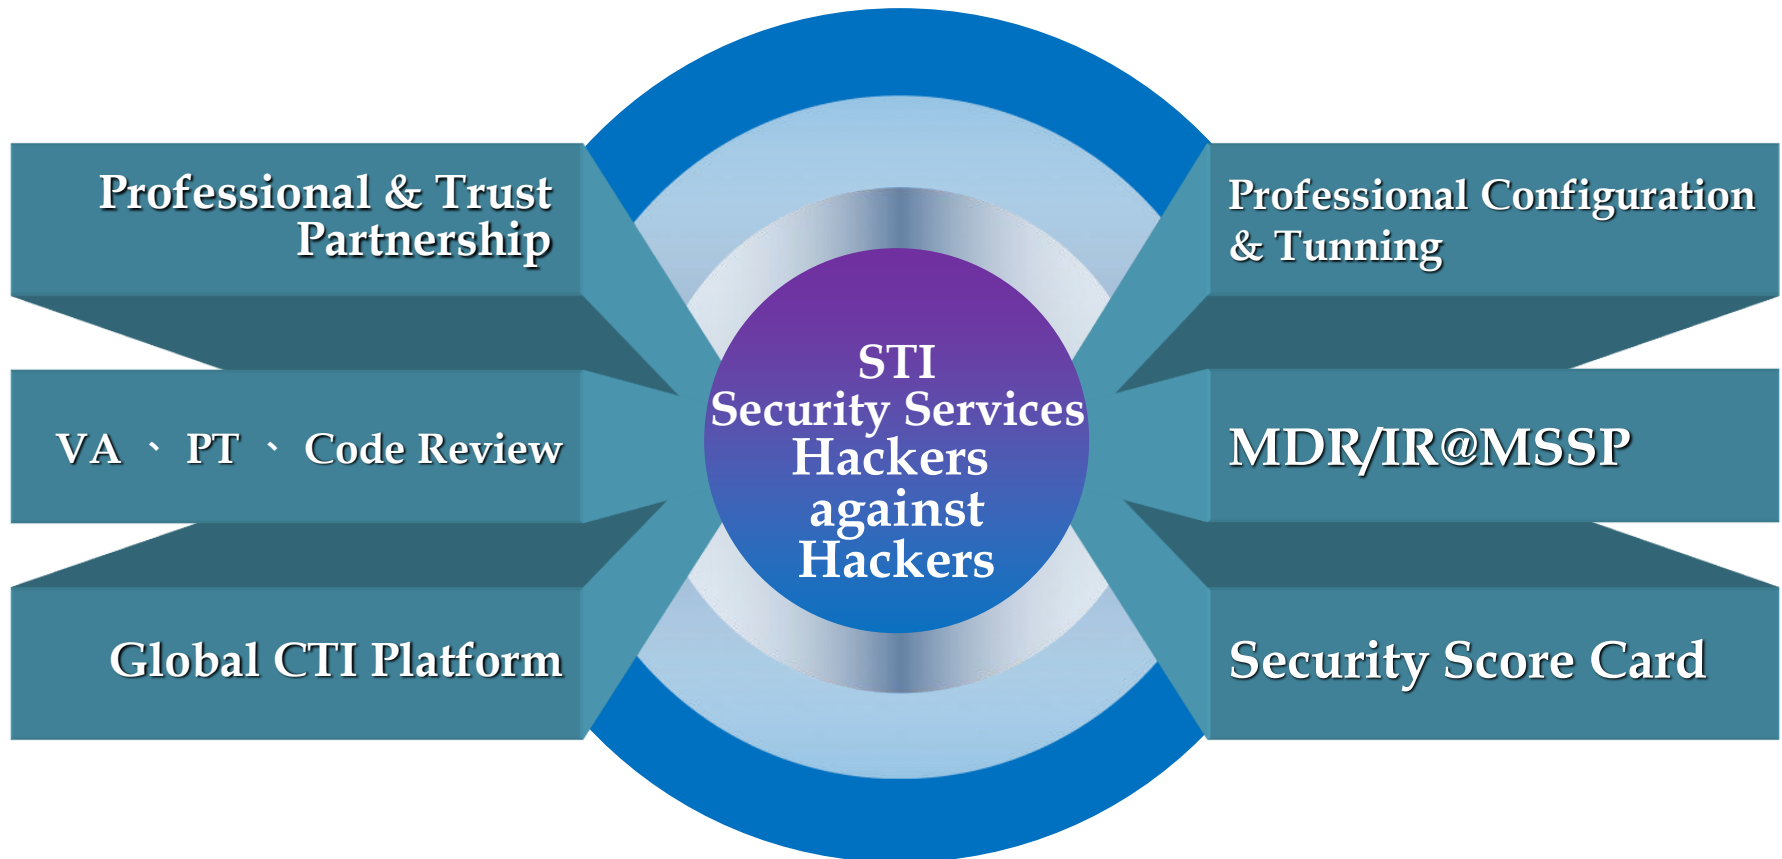 Professional & Trust
Partnership
VA 、 PT 、 Code Review
Global CTI Platform
STI
Security Services
Hackers
against
Hackers
Professional Configuration
& Tunning
MDR/IR@MSSP
Security Score Card